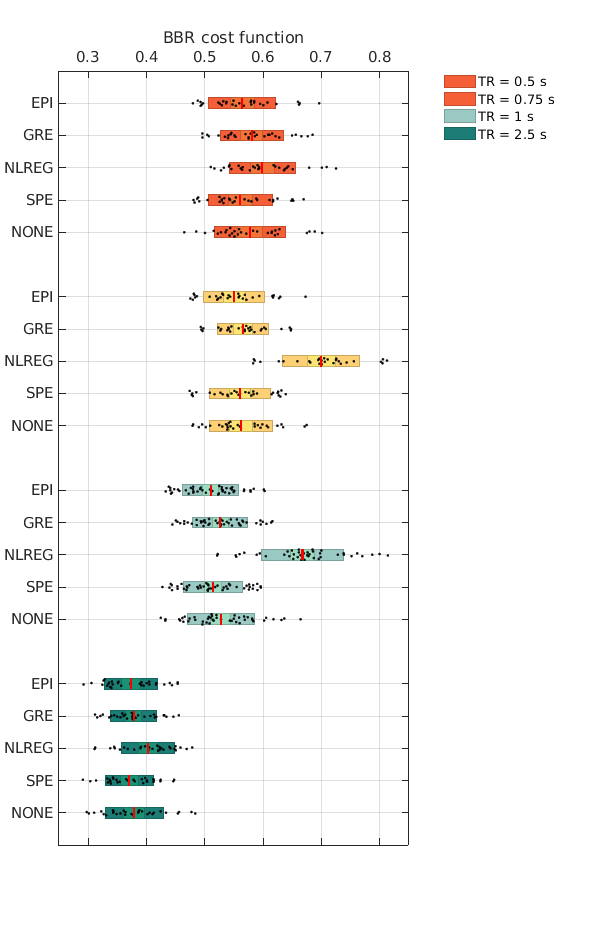 BBR cost function
0.3 0.4 0.5 0.6 0.7 0.8
TR = 0.5 s
TR = 0.75 s
TR = 1 s
TR = 2.5 s
EPI
GRE
NLREG
SPE
NONE
EPI
GRE
NLREG
SPE
NONE
EPI
GRE
NLREG
SPE
NONE
EPI
GRE
NLREG
SPE
NONE